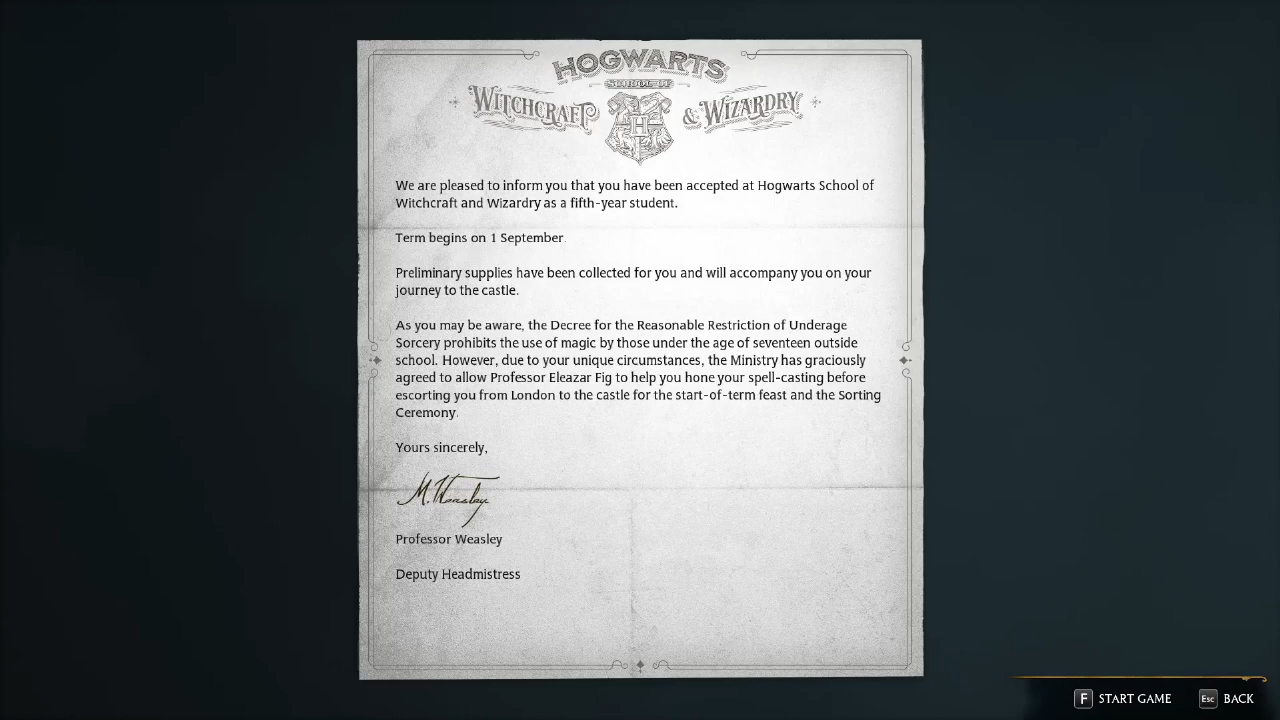 HOGWARTS
SCHOOL OF
WITCHCRAFT & WIZARDRY
H
We are pleased to inform you that you have been accepted at Hogwarts School of
Witchcraft and Wizardry as a fifth-year student.
Term begins on 1 September.
Preliminary supplies have been collected for you and will accompany you on your
journey to the castle.
As you may be aware, the Decree for the Reasonable Restriction of Underage
Sorcery prohibits the use of magic by those under the age of seventeen outside
school. However, due to your unique circumstances, the Ministry has graciously
agreed to allow Professor Eleazar Fig to help you hone your spell-casting before
escorting you from London to the castle for the start-of-term feast and the Sorting
Ceremony.
Yours sincerely,
M. Weasley
Professor Weasley
Deputy Headmistress
F START GAME Esc BACK